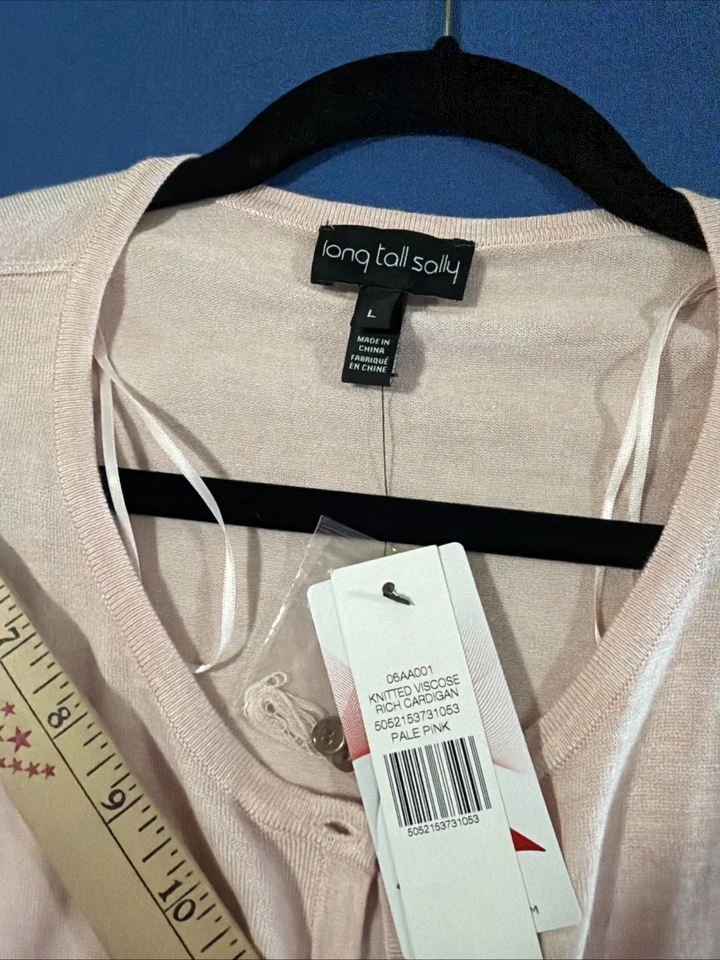 long tall sally
L
MADE IN
CHINA
FABRIQUÉ
EN CHINE
06AA001
KNITTED VISCOSE
RICH CARDIGAN
5052153731053
PALE PINK
5052153731053
M
7
8
9
10